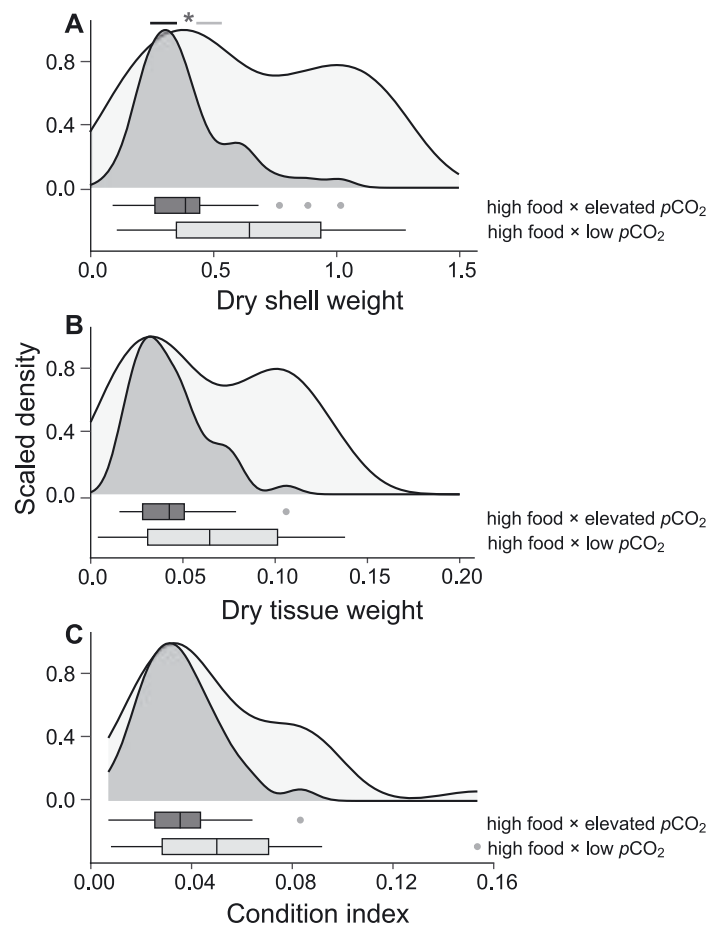 A
*
0.8
0.4
0.0
high food × elevated pCO₂
high food × low pCO₂
0.0 0.5 1.0 1.5
Dry shell weight
B
Scaled density
0.8
0.4
0.0
high food × elevated pCO₂
high food × low pCO₂
0.00 0.05 0.10 0.15 0.20
Dry tissue weight
C
0.8
0.4
0.0
high food × elevated pCO₂
high food × low pCO₂
0.00 0.04 0.08 0.12 0.16
Condition index